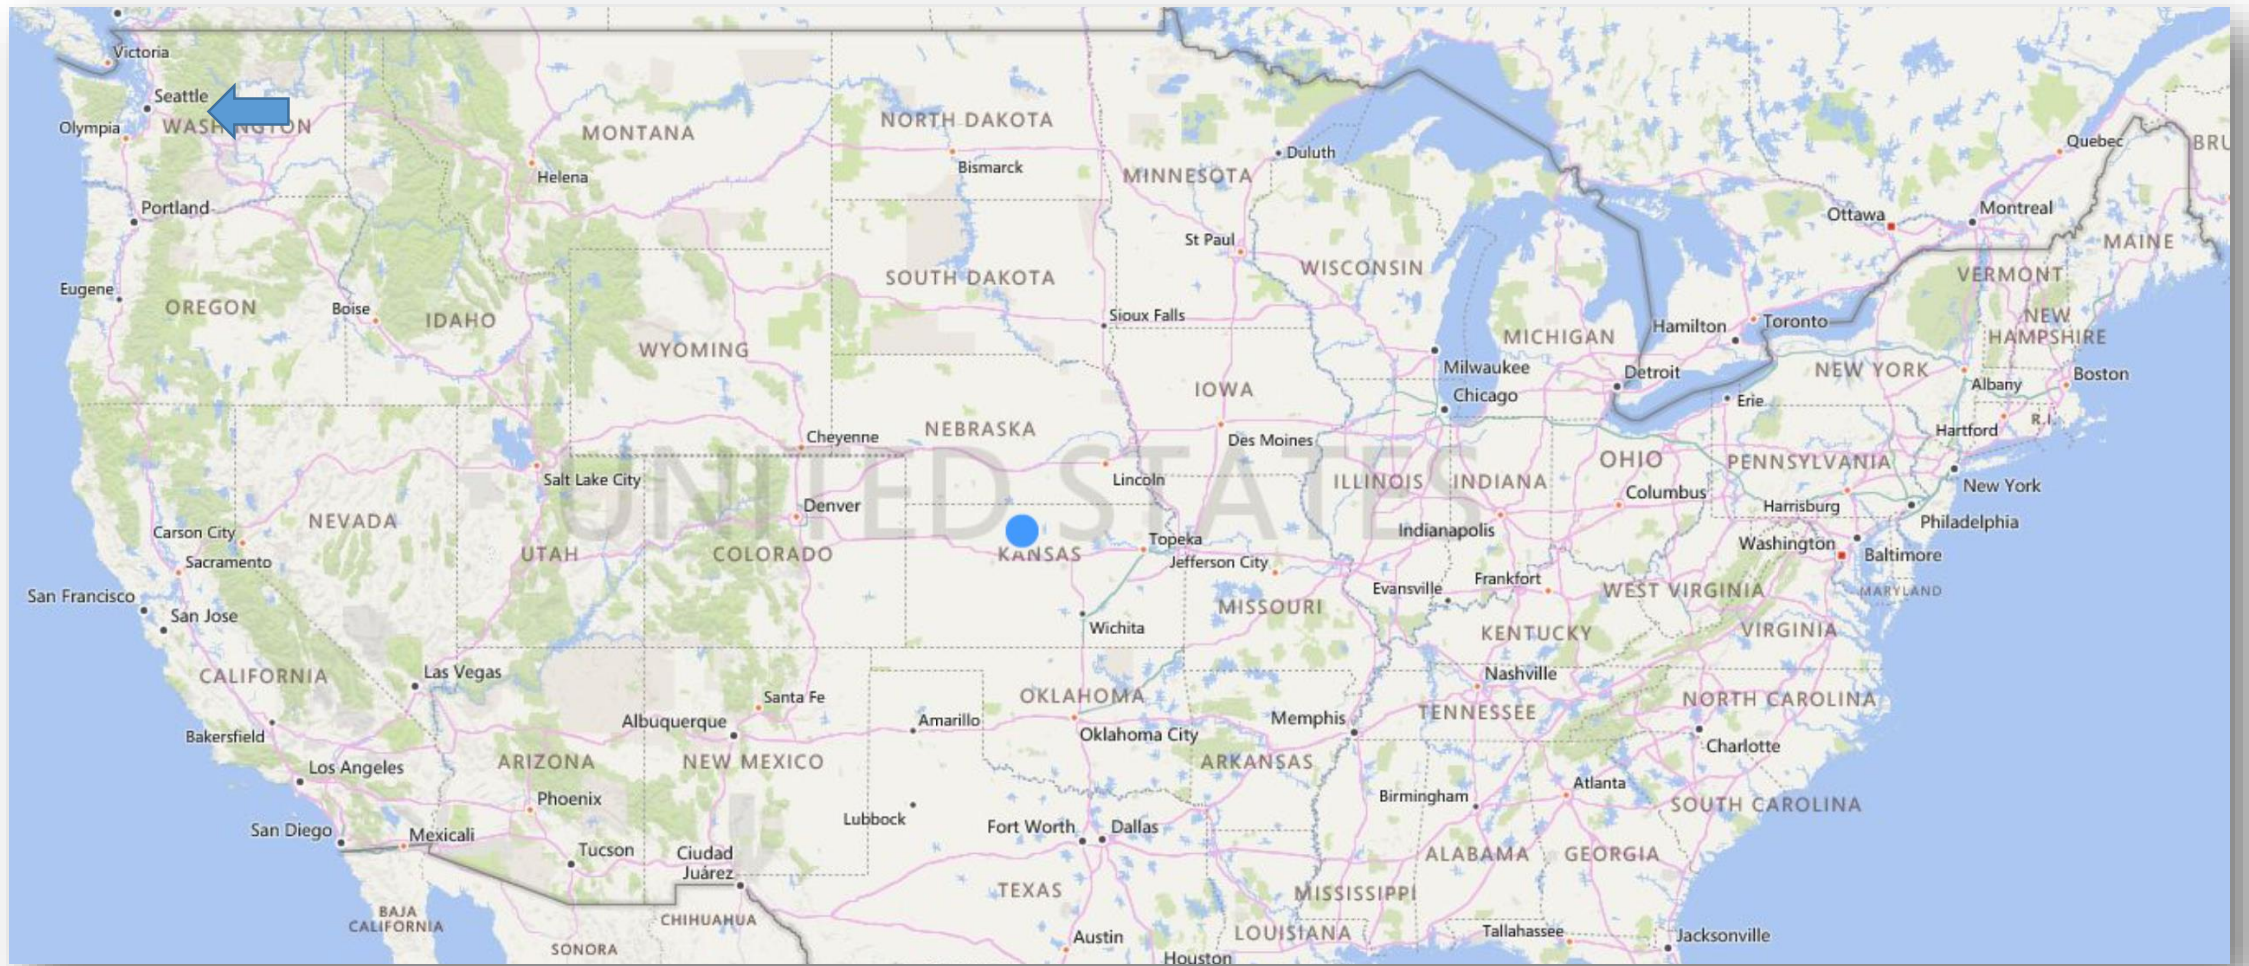 Victoria
Seattle
WASHINGTON
Olympia
MONTANA
NORTH DAKOTA
Duluth
Quebec
BRU
Bismarck
Helena
MINNESOTA
Portland
Ottawa
Montreal
St Paul
MAINE
WISCONSIN
VERMONT
SOUTH DAKOTA
Eugene
OREGON
Boise
IDAHO
Sioux Falls
NEW
HAMPSHIRE
Hamilton
Toronto
MICHIGAN
WYOMING
Milwaukee
Detroit
NEW YORK
Albany
Boston
IOWA
Chicago
Erie
R.I.
NEBRASKA
Cheyenne
Des Moines
Hartford
UNITED STATES
OHIO
PENNSYLVANIA
Salt Lake City
Lincoln
ILLINOIS
INDIANA
New York
Columbus
Denver
Harrisburg
NEVADA
Carson City
Indianapolis
Philadelphia
UTAH
COLORADO
KANSAS
Topeka
Washington
Baltimore
Sacramento
Jefferson City
San Francisco
Evansville
Frankfort
WEST VIRGINIA
MARYLAND
San Jose
MISSOURI
Wichita
KENTUCKY
VIRGINIA
CALIFORNIA
Las Vegas
Nashville
Santa Fe
OKLAHOMA
NORTH CAROLINA
Albuquerque
Amarillo
Memphis
TENNESSEE
Bakersfield
Oklahoma City
Charlotte
Los Angeles
ARIZONA
NEW MEXICO
ARKANSAS
Phoenix
Birmingham
Atlanta
SOUTH CAROLINA
San Diego
Mexicali
Lubbock
Fort Worth
Dallas
Tucson
Ciudad
Juárez
ALABAMA
GEORGIA
TEXAS
MISSISSIPPI
BAJA
CALIFORNIA
CHIHUAHUA
SONORA
Austin
LOUISIANA
Tallahassee
Jacksonville
Houston